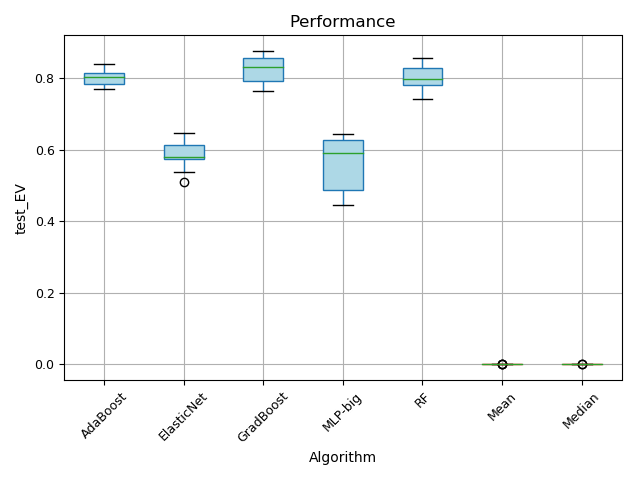 Performance
test_EV
0.8
0.6
0.4
0.2
0.0
AdaBoost
ElasticNet
GradBoost
MLP-big
RF
Mean
Median
Algorithm